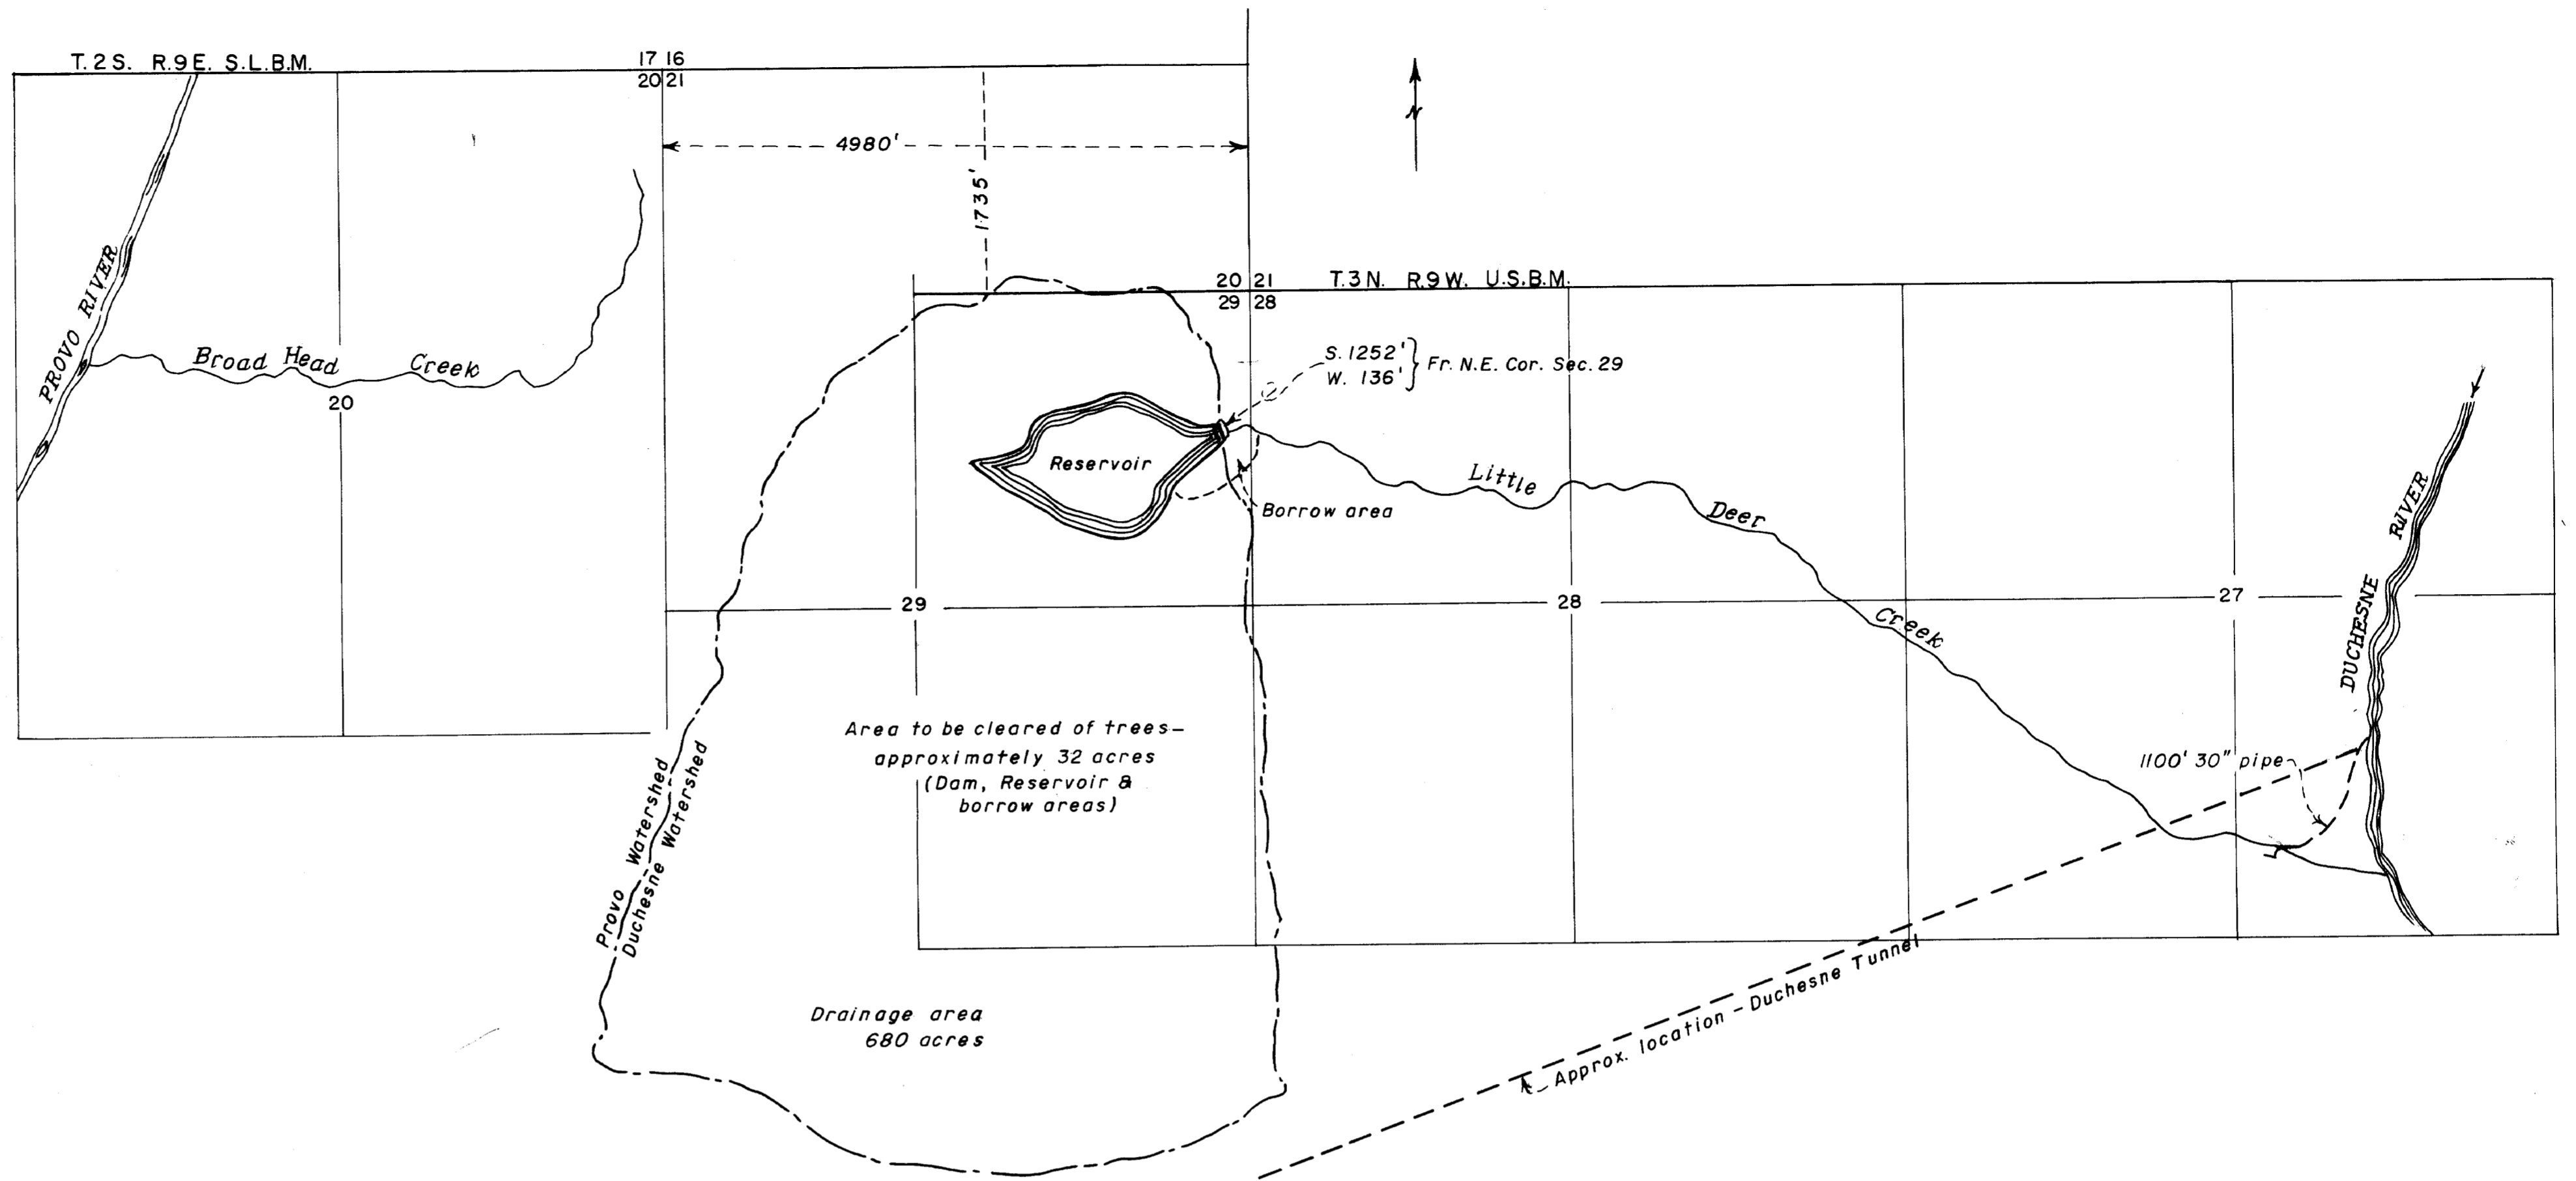 T. 2 S. R. 9 E. S.L.B.M.
17 16
20 21
4980'
1735'
N
PROVO RIVER
Broad Head Creek
20
20 21
29 28
T. 3 N. R. 9 W. U.S.B.M.
S. 1252'
W. 136'
Fr. N.E. Cor. Sec. 29
Reservoir
Borrow area
Little Deer Creek
DUCHESNE RIVER
29
28
27
Area to be cleared of trees—
approximately 32 acres
(Dam, Reservoir &
borrow areas)
1100' 30" pipe
Provo Watershed
Duchesne Watershed
Drainage area
680 acres
Approx. location - Duchesne Tunnel